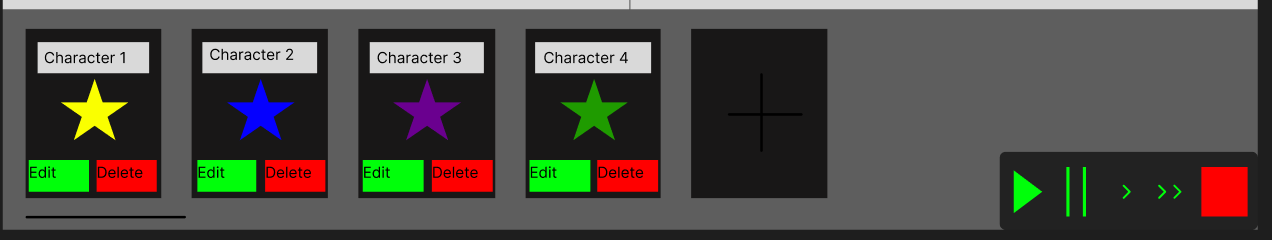 Character 1
Character 2
Character 3
Character 4
Edit
Delete
Edit
Delete
Edit
Delete
Edit
Delete